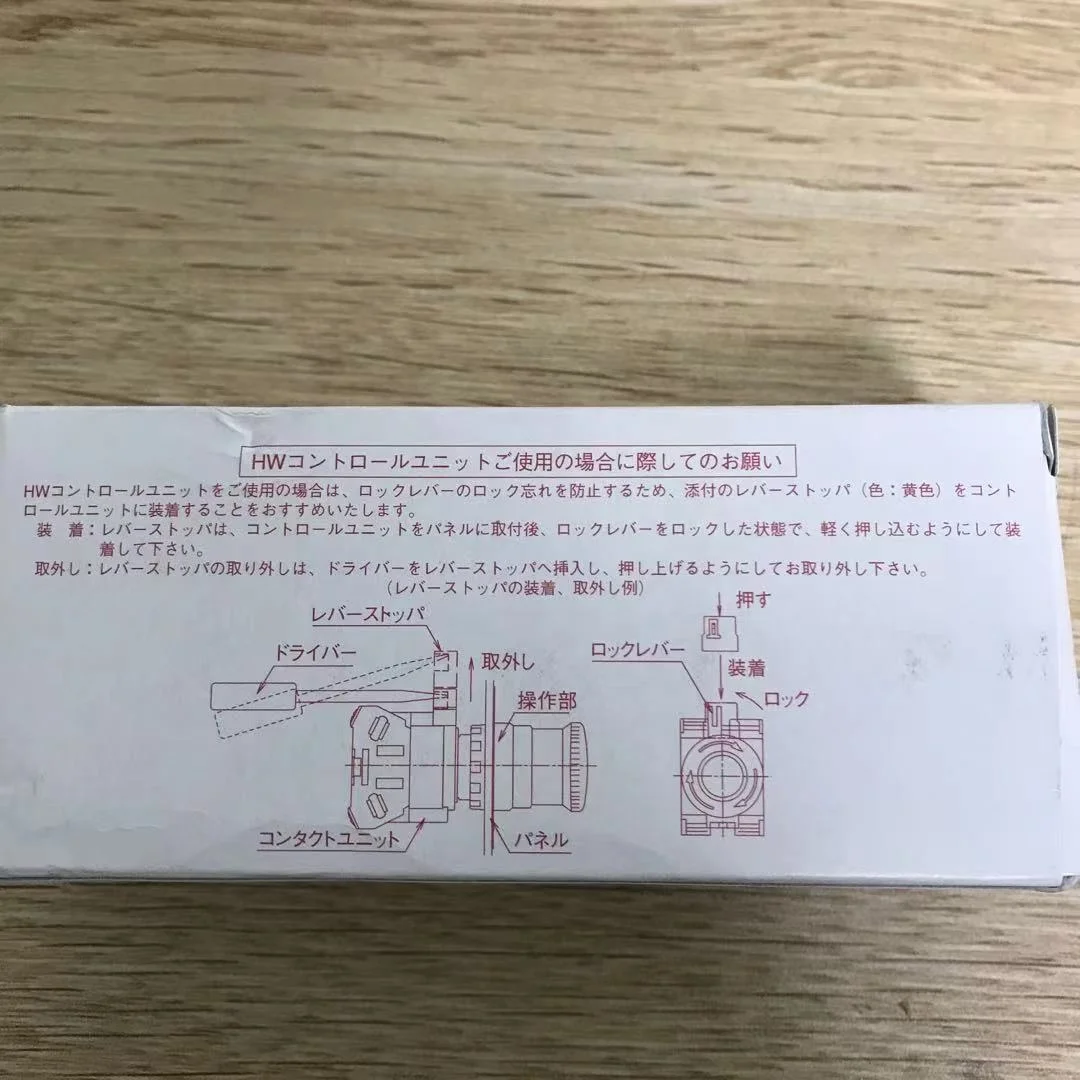 HWコントロールユニットご使用の場合に際してのお願い
HWコントロールユニットをご使用の場合は、ロックレバーのロック忘れを防止するため、添付のレバーストッパ（色：黄色）をコント
ロールユニットに装着することをおすすめいたします。
装　着：レバーストッパは、コントロールユニットをパネルに取付後、ロックレバーをロックした状態で、軽く押し込むようにして装
着して下さい。
取外し：レバーストッパの取り外しは、ドライバーをレバーストッパへ挿入し、押し上げるようにしてお取り外し下さい。
（レバーストッパの装着、取外し例）
レバーストッパ
ドライバー
取外し
操作部
コンタクトユニット
パネル
押す
ロックレバー
装着
ロック